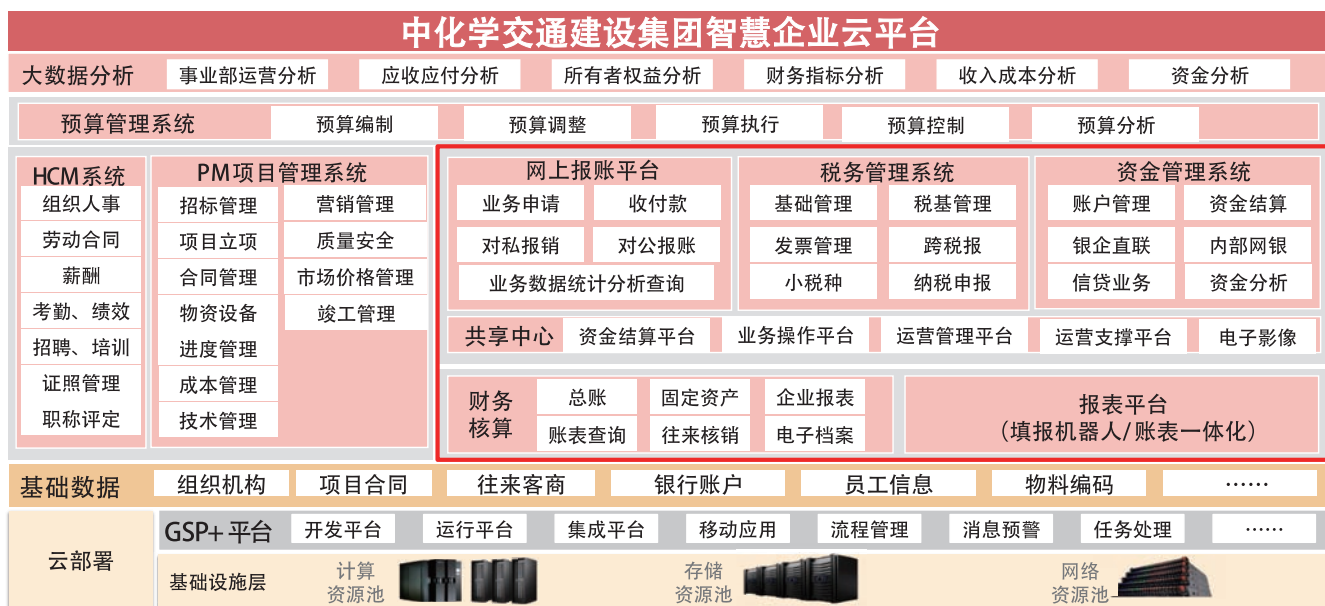 中化学交通建设集团智慧企业云平台
大数据分析 事业部运营分析 应收应付分析 所有者权益分析 财务指标分析 收入成本分析 资金分析
预算管理系统 预算编制 预算调整 预算执行 预算控制 预算分析
HCM系统
组织人事
劳动合同
薪酬
考勤、绩效
招聘、培训
证照管理
职称评定
PM项目管理系统
招标管理 营销管理
项目立项 质量安全
合同管理 市场价格管理
物资设备 竣工管理
进度管理
成本管理
技术管理
网上报账平台
业务申请 收付款
对私报销 对公报账
业务数据统计分析查询
税务管理系统
基础管理 税基管理
发票管理 跨税报
小税种 纳税申报
资金管理系统
账户管理 资金结算
银企直联 内部网银
信贷业务 资金分析
共享中心 资金结算平台 业务操作平台 运营管理平台 运营支撑平台 电子影像
财务
核算
总账 固定资产 企业报表
账表查询 往来核销 电子档案
报表平台
（填报机器人/账表一体化）
基础数据 组织机构 项目合同 往来客商 银行账户 员工信息 物料编码 ……
云部署
GSP+平台 开发平台 运行平台 集成平台 移动应用 流程管理 消息预警 任务处理 ……
基础设施层
计算
资源池
存储
资源池
网络
资源池